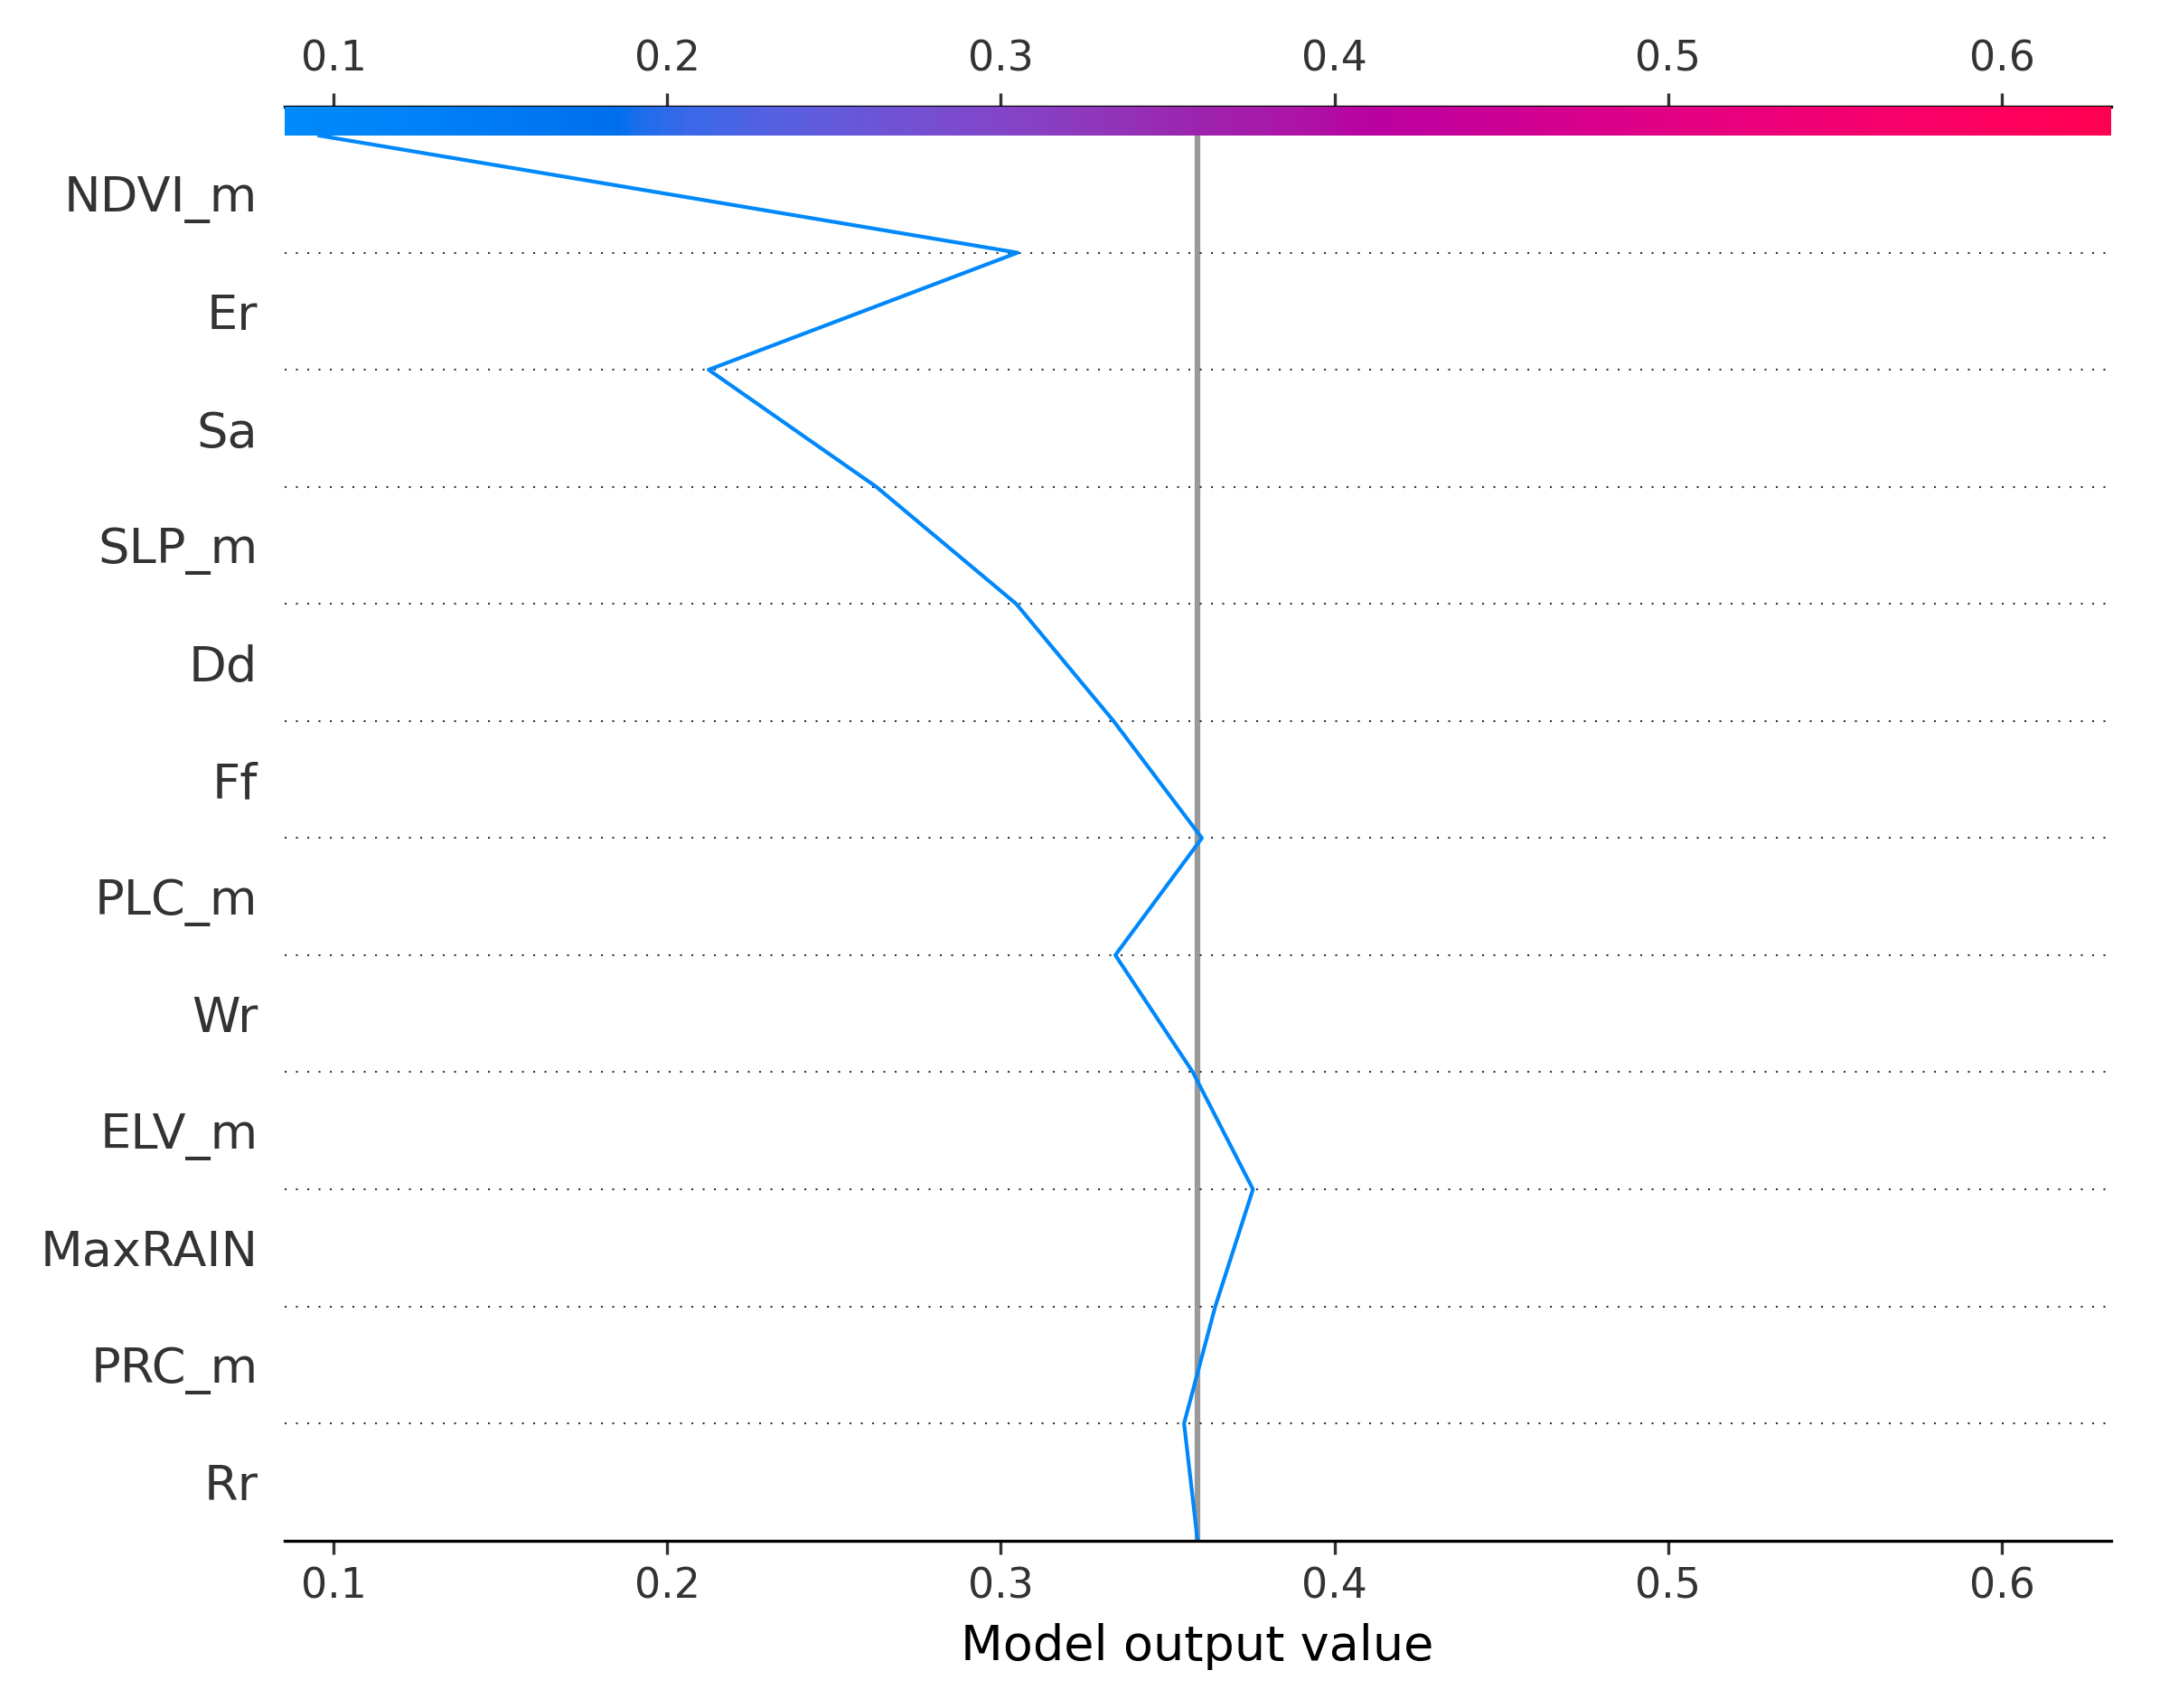 0.1 0.2 0.3 0.4 0.5 0.6
NDVI_m
Er
Sa
SLP_m
Dd
Ff
PLC_m
Wr
ELV_m
MaxRAIN
PRC_m
Rr
0.1 0.2 0.3 0.4 0.5 0.6
Model output value